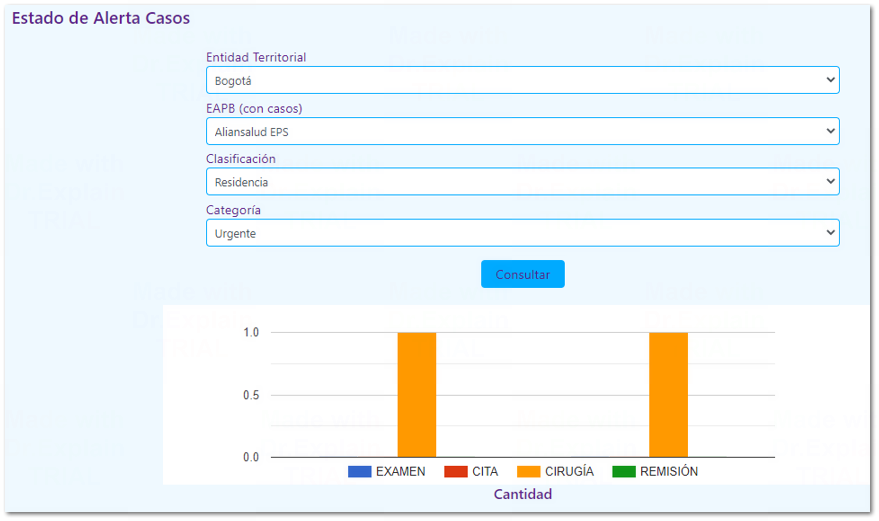 Estado de Alerta Casos
Entidad Territorial
Bogotá
EAPB (con casos)
Aliansalud EPS
Clasificación
Residencia
Categoría
Urgente
Consultar
1.0
0.5
0.0
EXAMEN CITA CIRUGÍA REMISIÓN
Cantidad